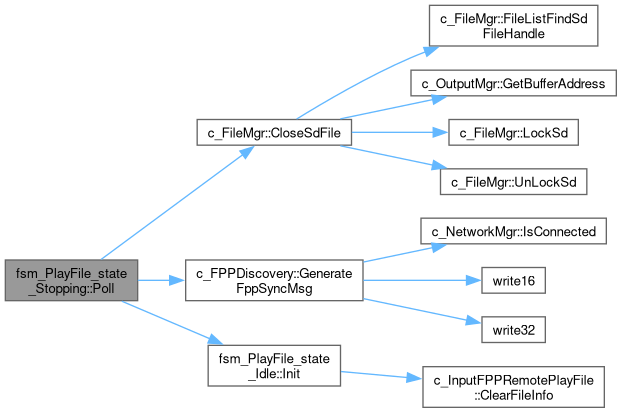 fsm_PlayFile_state
_Stopping::Poll
c_FileMgr::CloseSdFile
c_FileMgr::FileListFindSd
FileHandle
c_OutputMgr::GetBufferAddress
c_FileMgr::LockSd
c_FileMgr::UnLockSd
c_FPPDiscovery::Generate
FppSyncMsg
c_NetworkMgr::IsConnected
write16
write32
fsm_PlayFile_state
_Idle::Init
c_InputFPPRemotePlayFile
::ClearFileInfo